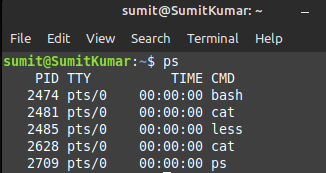 sumit@SumitKumar: ~
File Edit View Search Terminal Help
sumit@SumitKumar:~$ ps
    PID TTY          TIME CMD
   2474 pts/0    00:00:00 bash
   2481 pts/0    00:00:00 cat
   2485 pts/0    00:00:00 less
   2628 pts/0    00:00:00 cat
   2709 pts/0    00:00:00 ps